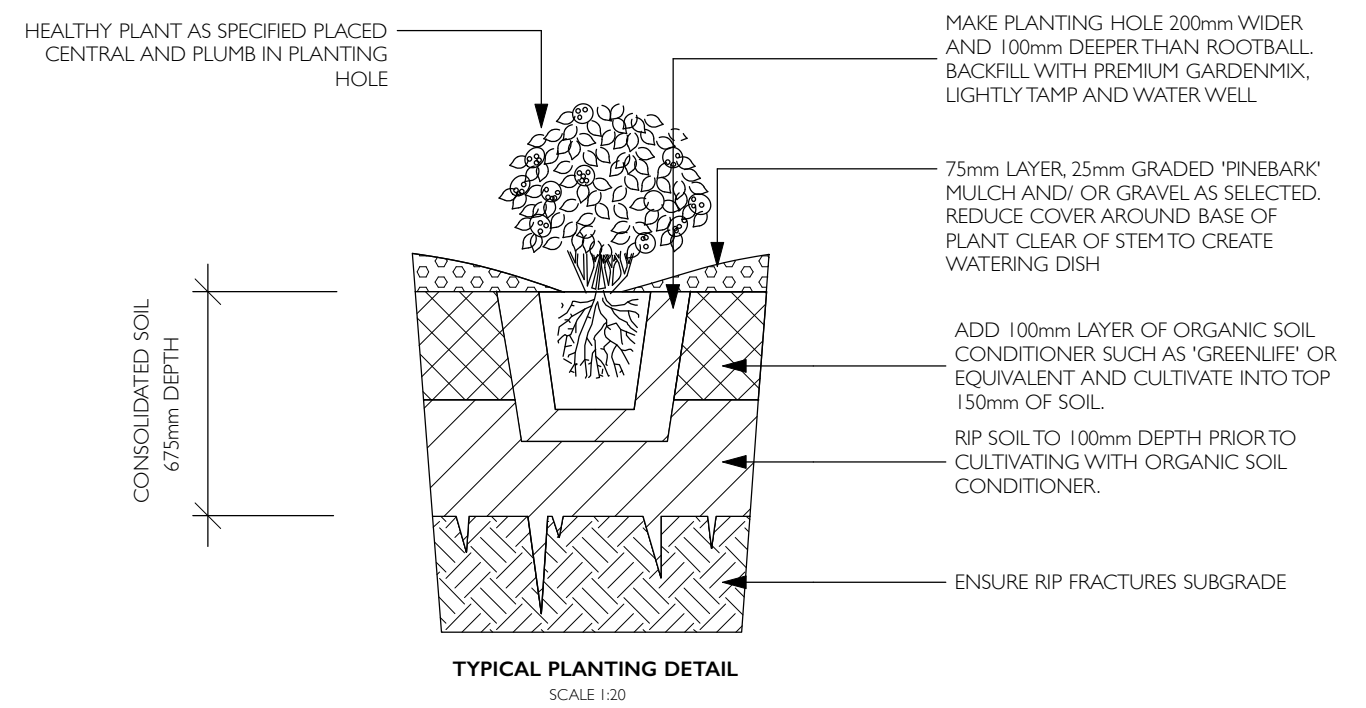 HEALTHY PLANT AS SPECIFIED PLACED
CENTRAL AND PLUMB IN PLANTING
HOLE
MAKE PLANTING HOLE 200mm WIDER
AND 100mm DEEPER THAN ROOTBALL.
BACKFILL WITH PREMIUM GARDENMIX,
LIGHTLY TAMP AND WATER WELL
75mm LAYER, 25mm GRADED 'PINEBARK'
MULCH AND/ OR GRAVEL AS SELECTED.
REDUCE COVER AROUND BASE OF
PLANT CLEAR OF STEM TO CREATE
WATERING DISH
CONSOLIDATED SOIL
675mm DEPTH
ADD 100mm LAYER OF ORGANIC SOIL
CONDITIONER SUCH AS 'GREENLIFE' OR
EQUIVALENT AND CULTIVATE INTO TOP
150mm OF SOIL.
RIP SOIL TO 100mm DEPTH PRIOR TO
CULTIVATING WITH ORGANIC SOIL
CONDITIONER.
ENSURE RIP FRACTURES SUBGRADE
TYPICAL PLANTING DETAIL
SCALE 1:20